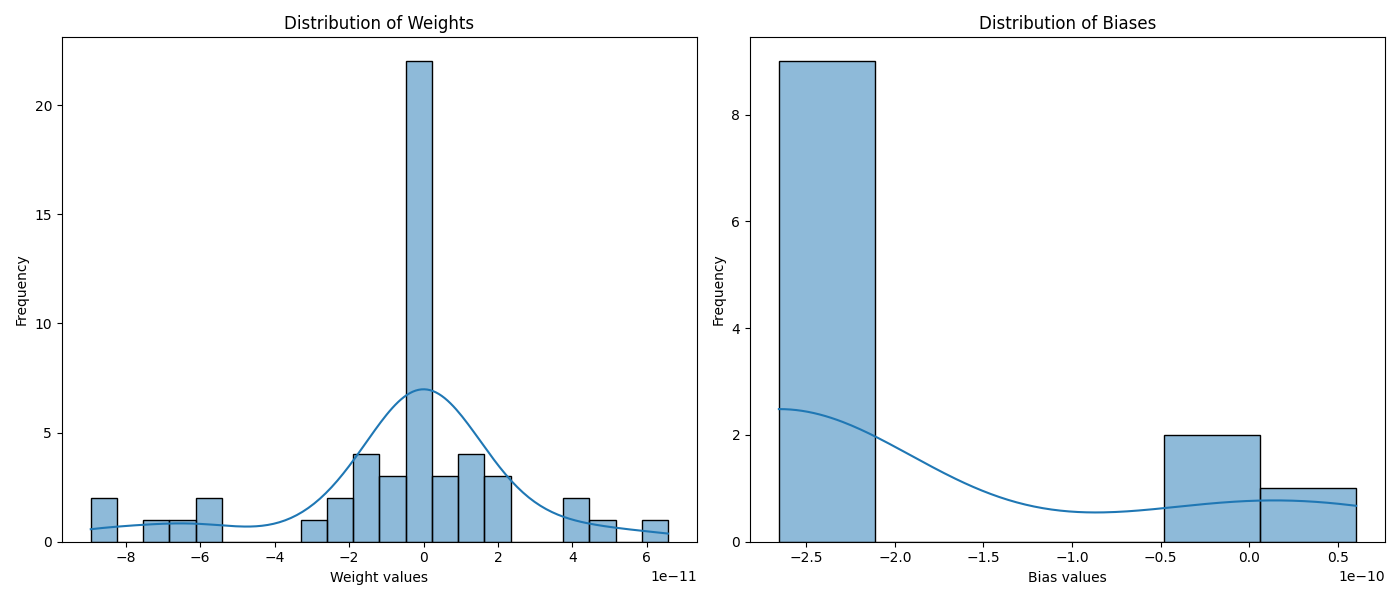 Distribution of Weights
Frequency
20
15
10
5
0
−8 −6 −4 −2 0 2 4 6
1e−11
Weight values
Distribution of Biases
Frequency
8
6
4
2
0
−2.5 −2.0 −1.5 −1.0 −0.5 0.0 0.5
1e−10
Bias values